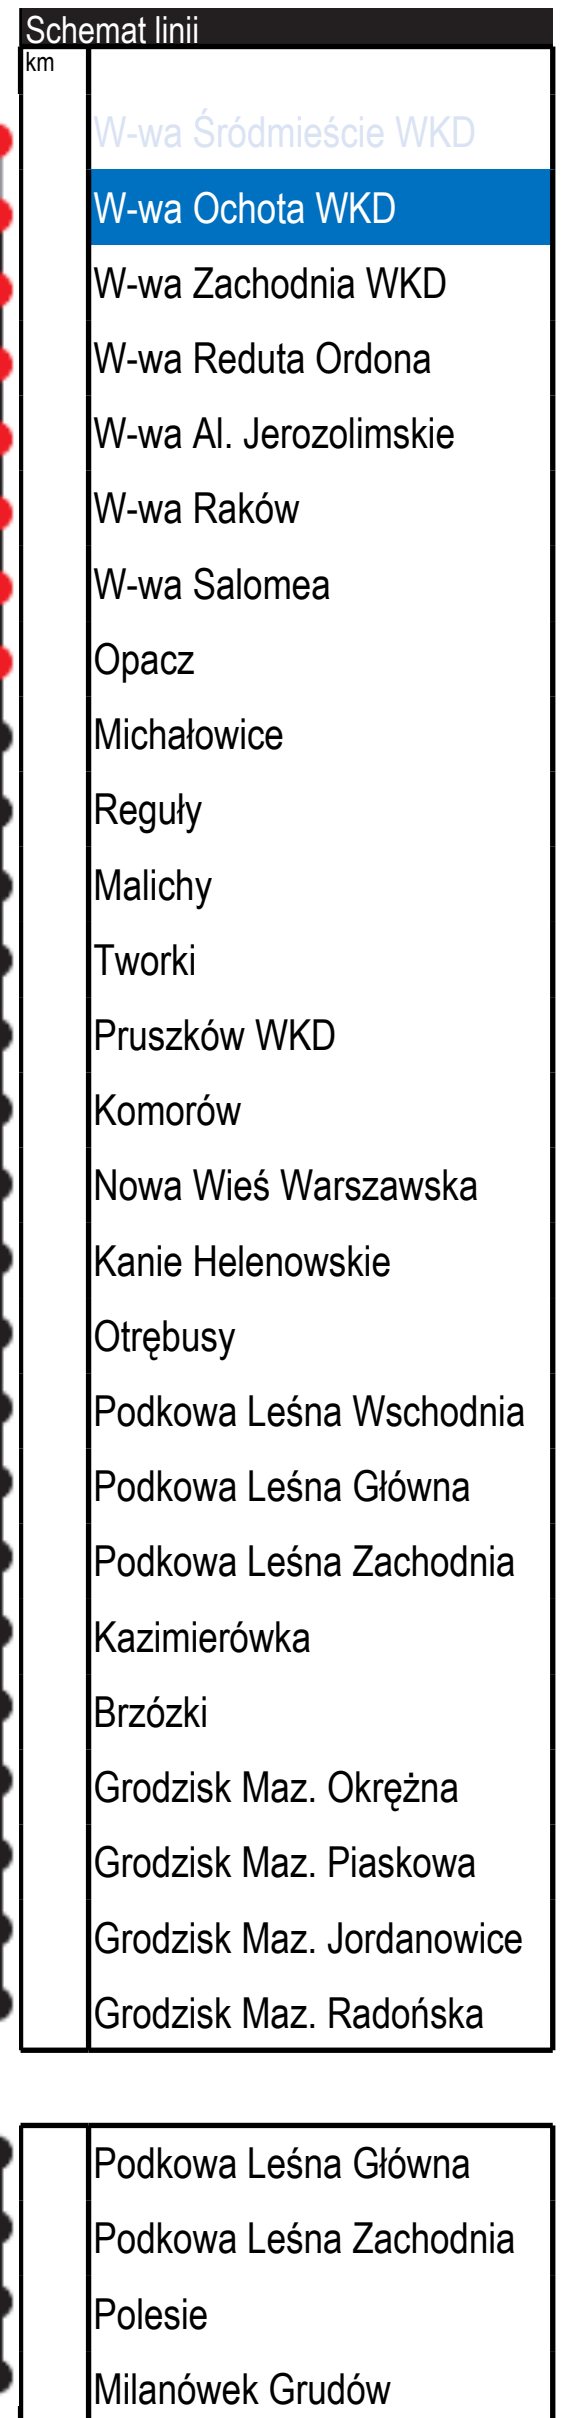 Schemat linii
km
W-wa Śródmieście WKD
W-wa Ochota WKD
W-wa Zachodnia WKD
W-wa Reduta Ordona
W-wa Al. Jerozolimskie
W-wa Raków
W-wa Salomea
Opacz
Michałowice
Reguły
Malichy
Tworki
Pruszków WKD
Komorów
Nowa Wieś Warszawska
Kanie Helenowskie
Otrębusy
Podkowa Leśna Wschodnia
Podkowa Leśna Główna
Podkowa Leśna Zachodnia
Kazimierówka
Brzózki
Grodzisk Maz. Okrężna
Grodzisk Maz. Piaskowa
Grodzisk Maz. Jordanowice
Grodzisk Maz. Radońska
Podkowa Leśna Główna
Podkowa Leśna Zachodnia
Polesie
Milanówek Grudów